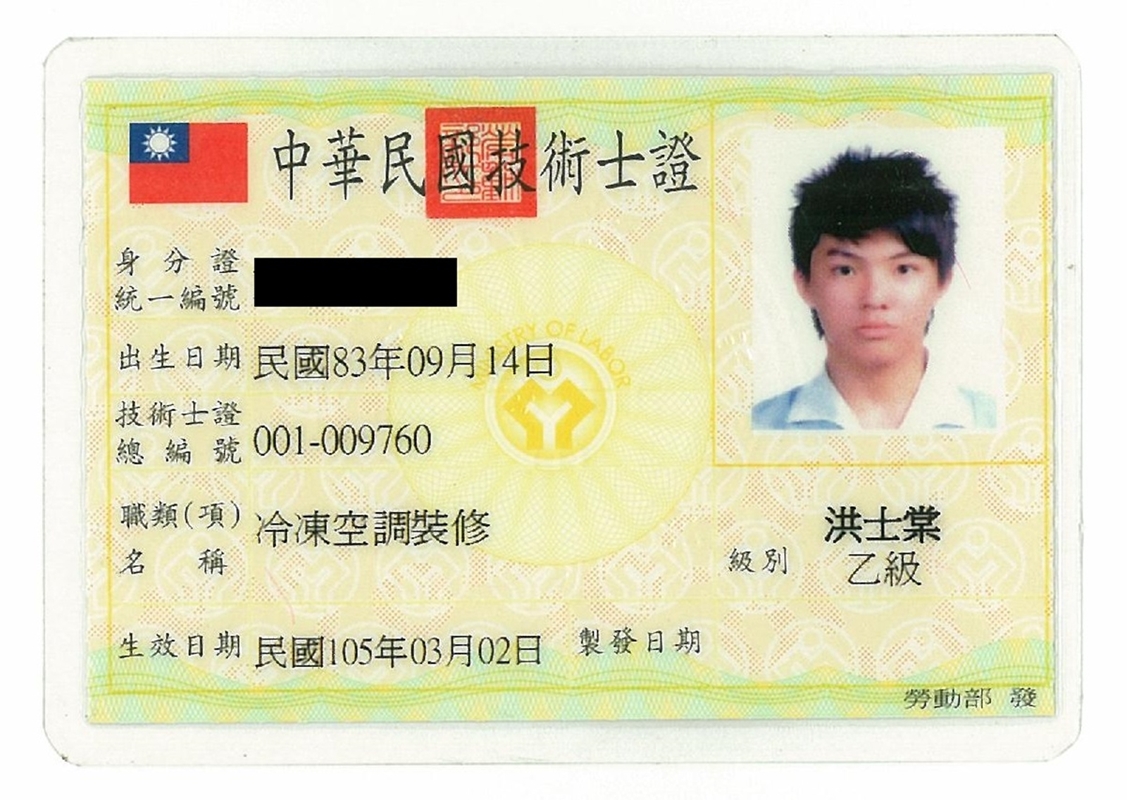 中華民國技術士證
身分證
統一編號
出生日期 民國83年09月14日
技術士證
總編號 001-009760
MINISTRY OF LABOR
職類(項)
名稱 冷凍空調裝修
洪士棠
級別 乙級
生效日期 民國105年03月02日 製發日期
勞動部 發